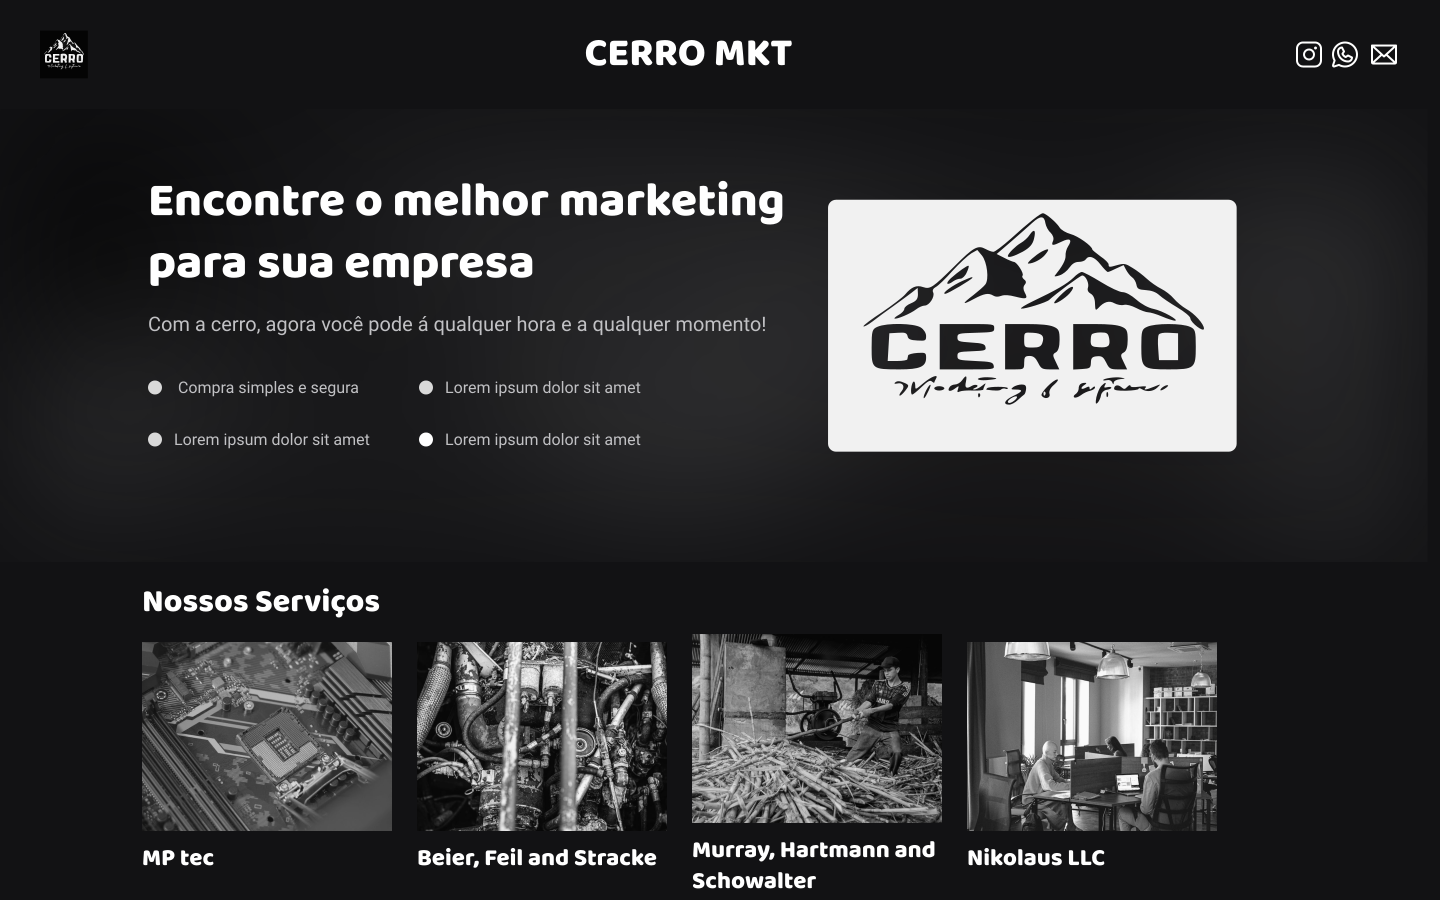 CERRO
CERRO MKT
Encontre o melhor marketing
para sua empresa
Com a cerro, agora você pode á qualquer hora e a qualquer momento!
Compra simples e segura
Lorem ipsum dolor sit amet
Lorem ipsum dolor sit amet
Lorem ipsum dolor sit amet
CERRO
Nossos Serviços
MP tec
Beier, Feil and Stracke
Murray, Hartmann and
Schowalter
Nikolaus LLC